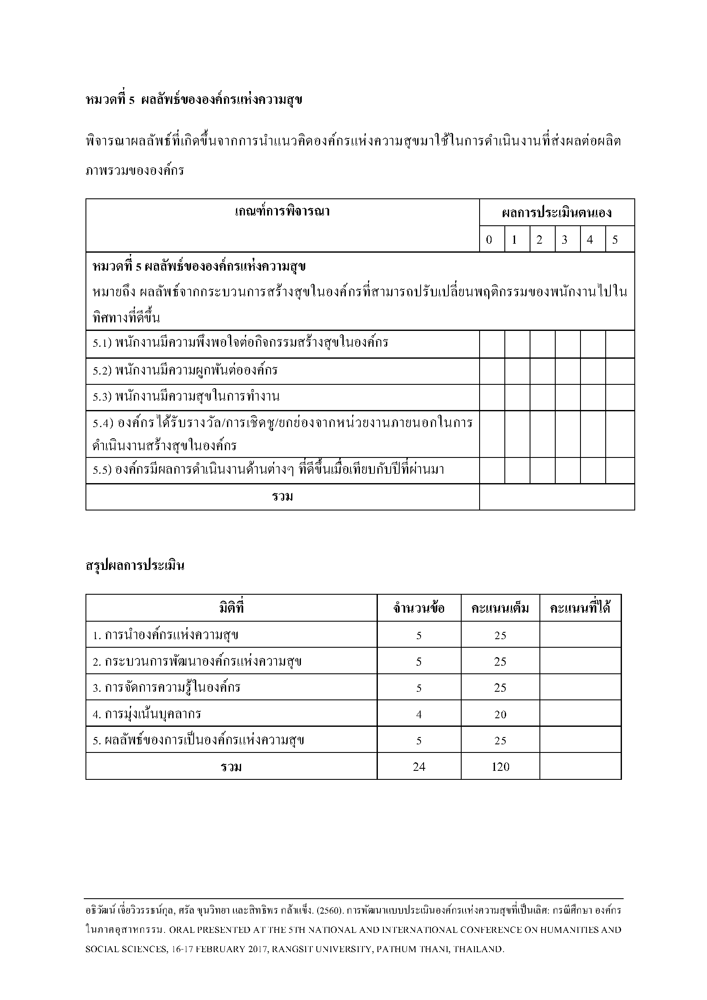 หมวดที่ 5 ผลลัพธ์ขององค์กรแห่งความสุข
พิจารณาผลลัพธ์ที่เกิดขึ้นจากการนำแนวคิดองค์กรแห่งความสุขมาใช้ในการดำเนินงานที่ส่งผลต่อผลิต
ภาพรวมขององค์กร
เกณฑ์การพิจารณา
ผลการประเมินตนเอง
0 1 2 3 4 5
หมวดที่ 5 ผลลัพธ์ขององค์กรแห่งความสุข
หมายถึง ผลลัพธ์จากกระบวนการสร้างสุขในองค์กรที่สามารถปรับเปลี่ยนพฤติกรรมของพนักงานไปใน
ทิศทางที่ดีขึ้น
5.1) พนักงานมีความพึงพอใจต่อกิจกรรมสร้างสุขในองค์กร
5.2) พนักงานมีความผูกพันต่อองค์กร
5.3) พนักงานมีความสุขในการทำงาน
5.4) องค์กรได้รับรางวัล/การเชิดชู/ยกย่องจากหน่วยงานภายนอกในการ
ดำเนินงานสร้างสุขในองค์กร
5.5) องค์กรมีผลการดำเนินงานด้านต่างๆ ที่ดีขึ้นเมื่อเทียบกับปีที่ผ่านมา
รวม
สรุปผลการประเมิน
มิติที่ จำนวนข้อ คะแนนเต็ม คะแนนที่ได้
1. การนำองค์กรแห่งความสุข 5 25
2. กระบวนการพัฒนาองค์กรแห่งความสุข 5 25
3. การจัดการความรู้ในองค์กร 5 25
4. การมุ่งเน้นบุคลากร 4 20
5. ผลลัพธ์ของการเป็นองค์กรแห่งความสุข 5 25
รวม 24 120
อธิวัฒน์ เจี่ยวิวรรธน์กุล, ศรัล ขุนวิทยา และสิทธิพร กล้าแข็ง. (2560). การพัฒนาแบบประเมินองค์กรแห่งความสุขที่เป็นเลิศ: กรณีศึกษา องค์กร
ในภาคอุสาหกรรม. ORAL PRESENTED AT THE 5TH NATIONAL AND INTERNATIONAL CONFERENCE ON HUMANITIES AND
SOCIAL SCIENCES, 16-17 FEBRUARY 2017, RANGSIT UNIVERSITY, PATHUM THANI, THAILAND.